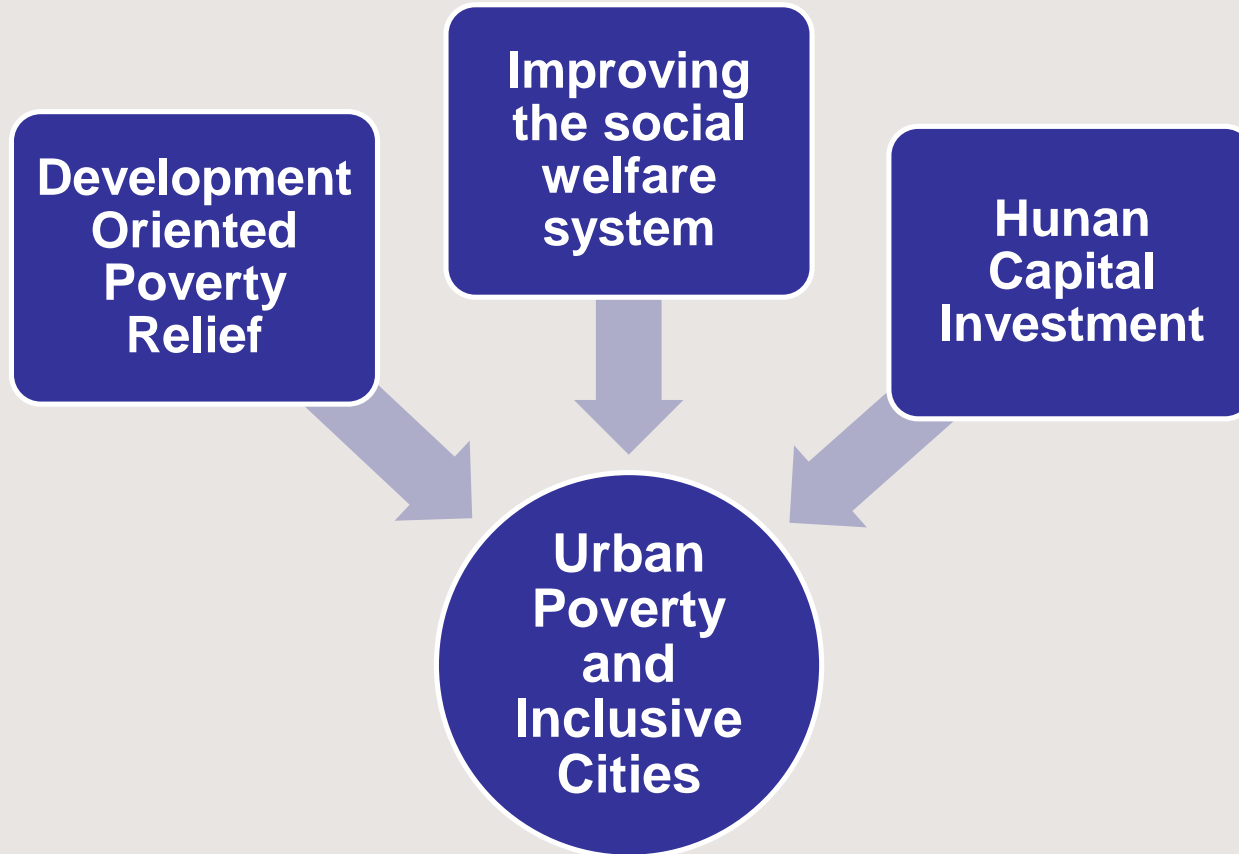 Development
Oriented
Poverty
Relief
Improving
the social
welfare
system
Hunan
Capital
Investment
Urban
Poverty
and
Inclusive
Cities